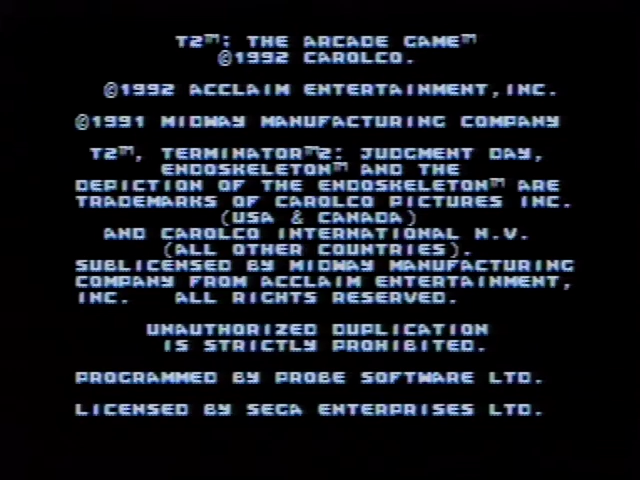 T2™: THE ARCADE GAME™
©1992 CAROLCO.
©1992 ACCLAIM ENTERTAINMENT,INC.
©1991 MIDWAY MANUFACTURING COMPANY
T2™, TERMINATOR™2: JUDGMENT DAY,
ENDOSKELETON™ AND THE
DEPICTION OF THE ENDOSKELETON™ ARE
TRADEMARKS OF CAROLCO PICTURES INC.
(USA & CANADA)
AND CAROLCO INTERNATIONAL N.V.
(ALL OTHER COUNTRIES).
SUBLICENSED BY MIDWAY MANUFACTURING
COMPANY FROM ACCLAIM ENTERTAINMENT,
INC. ALL RIGHTS RESERVED.
UNAUTHORIZED DUPLICATION
IS STRICTLY PROHIBITED.
PROGRAMMED BY PROBE SOFTWARE LTD.
LICENSED BY SEGA ENTERPRISES LTD.